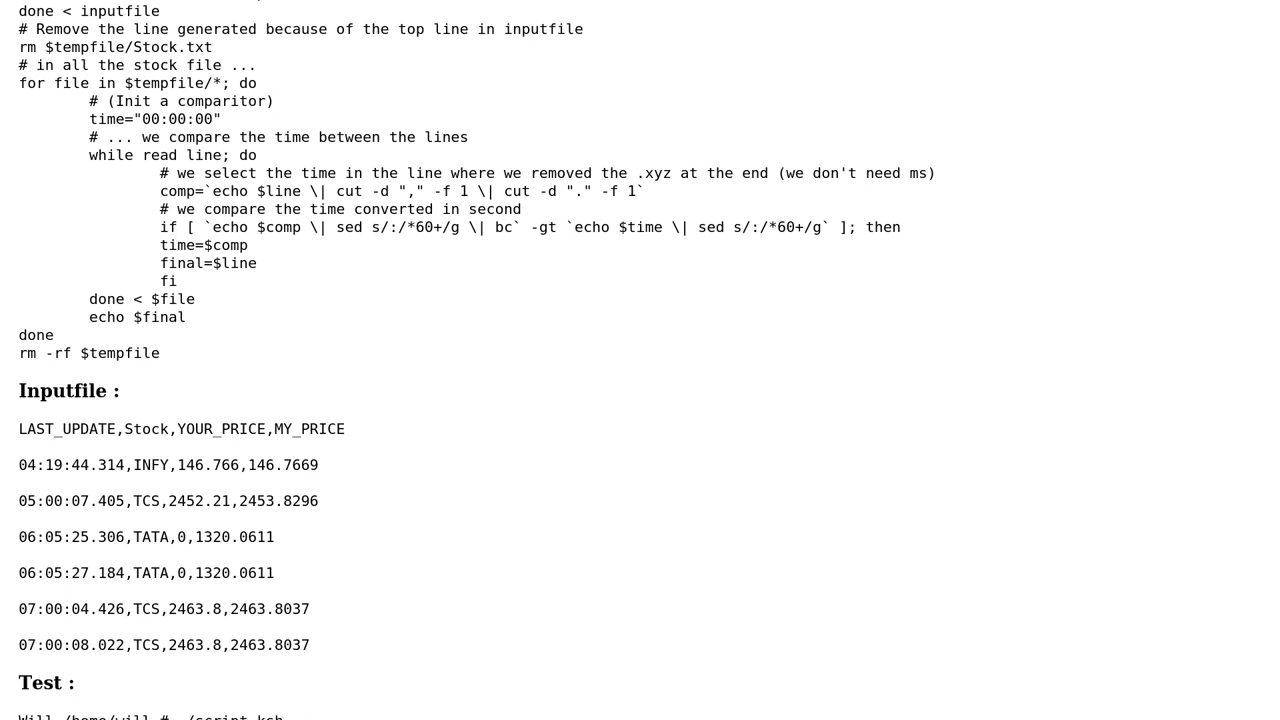 done < inputfile
# Remove the line generated because of the top line in inputfile
rm $tempfile/Stock.txt
# in all the stock file ...
for file in $tempfile/*; do
        # (Init a comparitor)
        time="00:00:00"
        # ... we compare the time between the lines
        while read line; do
                # we select the time in the line where we removed the .xyz at the end (we don't need ms)
                comp=`echo $line \| cut -d "," -f 1 \| cut -d "." -f 1`
                # we compare the time converted in second
                if [ `echo $comp \| sed s/:/*60+/g \| bc` -gt `echo $time \| sed s/:/*60+/g` ]; then
                time=$comp
                final=$line
                fi
        done < $file
        echo $final
done
rm -rf $tempfile
Inputfile :
LAST_UPDATE,Stock,YOUR_PRICE,MY_PRICE
04:19:44.314,INFY,146.766,146.7669
05:00:07.405,TCS,2452.21,2453.8296
06:05:25.306,TATA,0,1320.0611
06:05:27.184,TATA,0,1320.0611
07:00:04.426,TCS,2463.8,2463.8037
07:00:08.022,TCS,2463.8,2463.8037
Test :